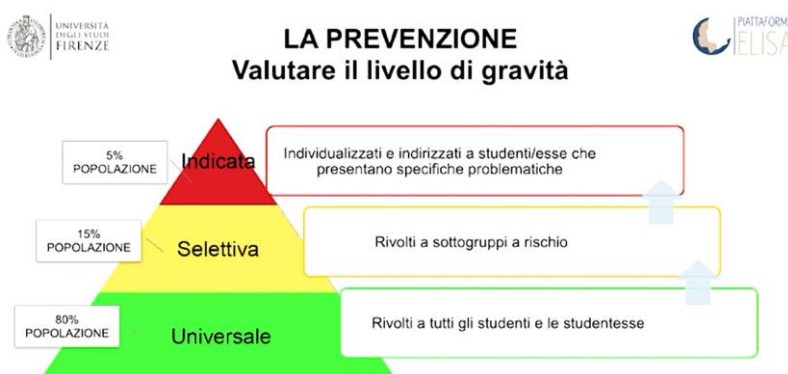 UNIVERSITÀ
DEGLI STUDI
FIRENZE
LA PREVENZIONE
Valutare il livello di gravità
PIATTAFORM
ELISA
5%
POPOLAZIONE
Indicata
Individualizzati e indirizzati a studenti/esse che
presentano specifiche problematiche
15%
POPOLAZIONE
Selettiva
Rivolti a sottogruppi a rischio
80%
POPOLAZIONE
Universale
Rivolti a tutti gli studenti e le studentesse